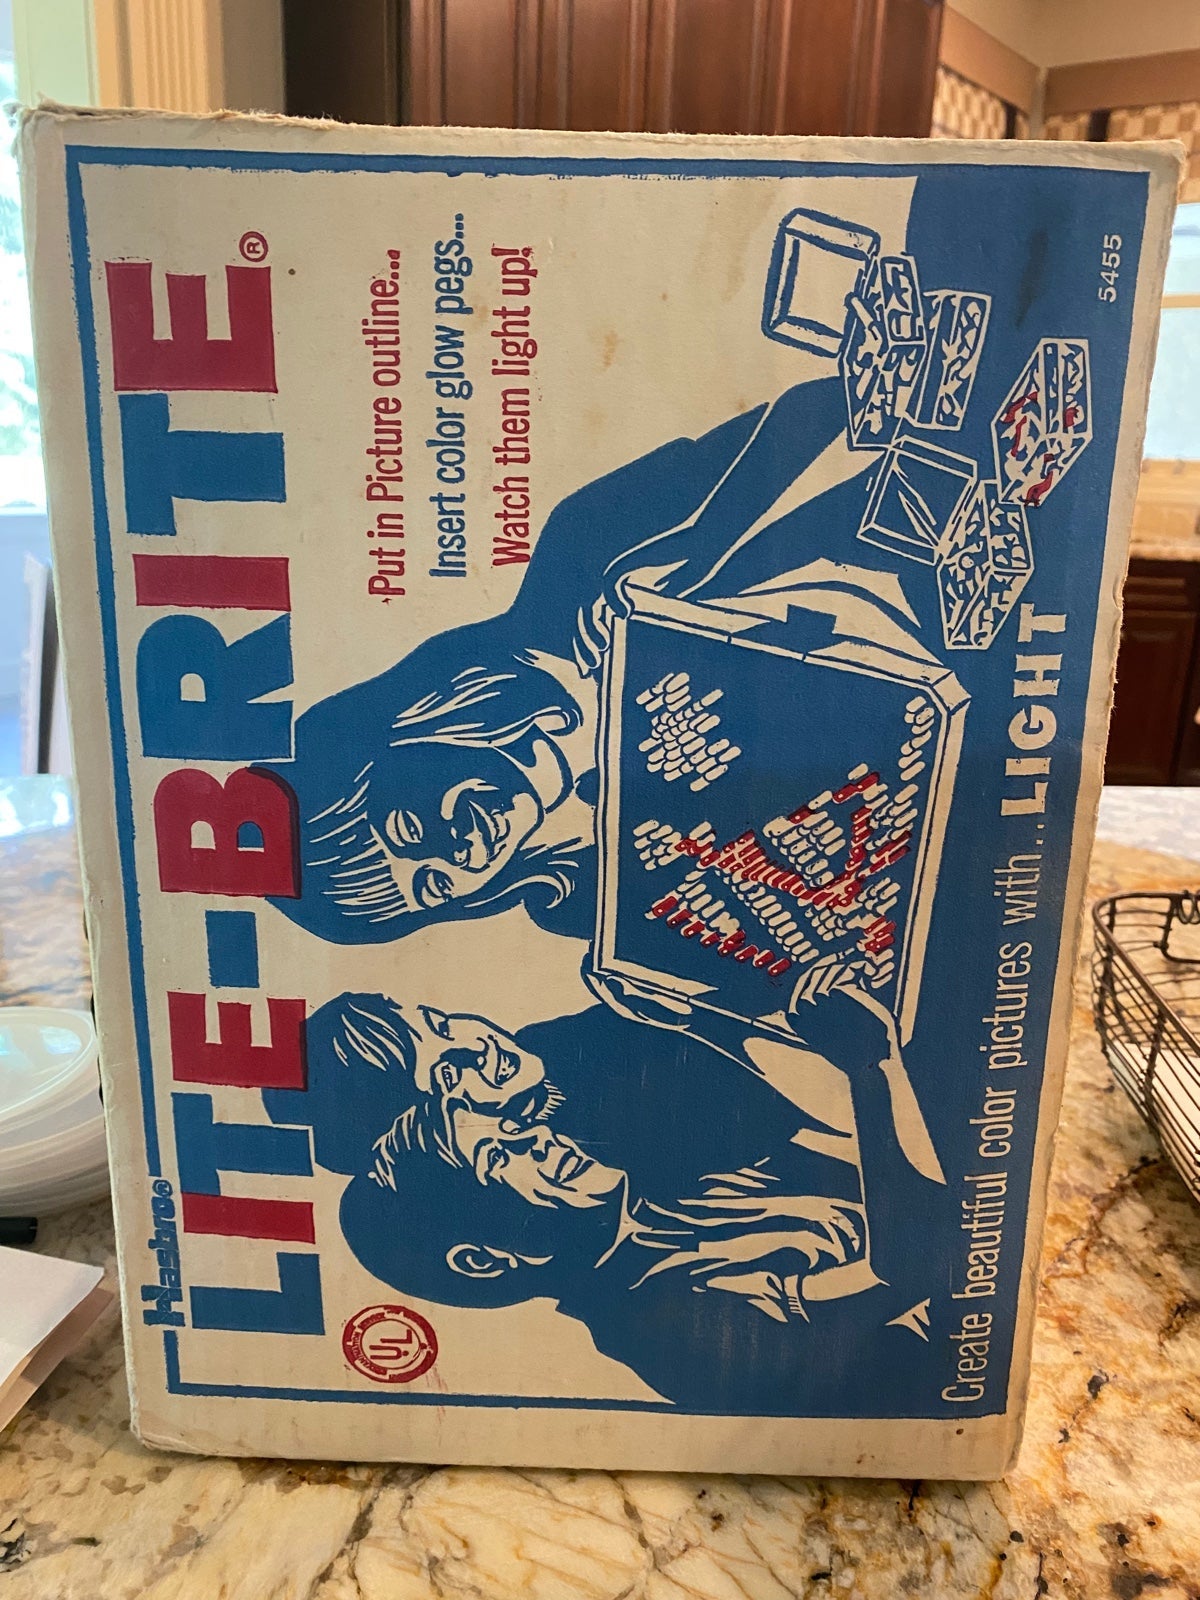 Hasbro®
LITE-BRITE®
Put in Picture outline...
Insert color glow pegs...
Watch them light up!
UL
Create beautiful color pictures with...LIGHT
5455